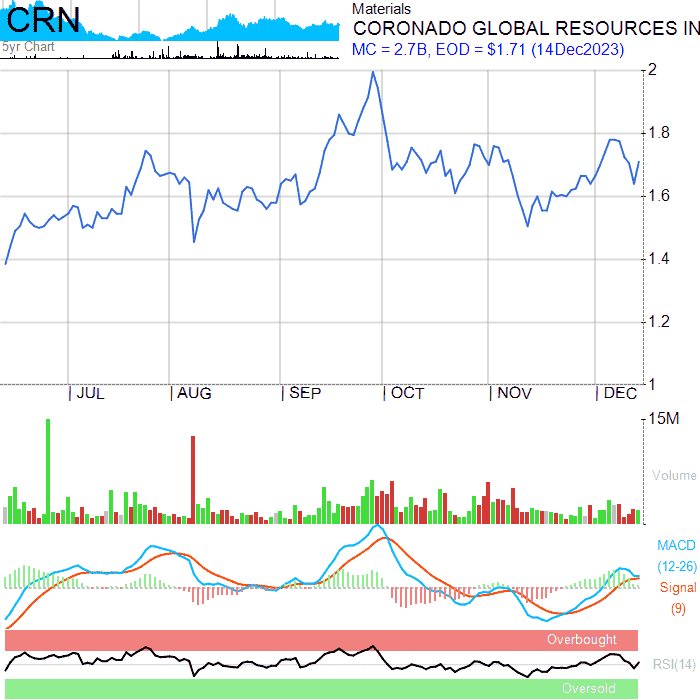 CRN
5yr Chart
Materials
CORONADO GLOBAL RESOURCES IN
MC = 2.7B, EOD = $1.71 (14Dec2023)
2
1.8
1.6
1.4
1.2
1
JUL
AUG
SEP
OCT
NOV
DEC
15M
Volume
MACD
(12-26)
Signal
(9)
Overbought
RSI(14)
Oversold